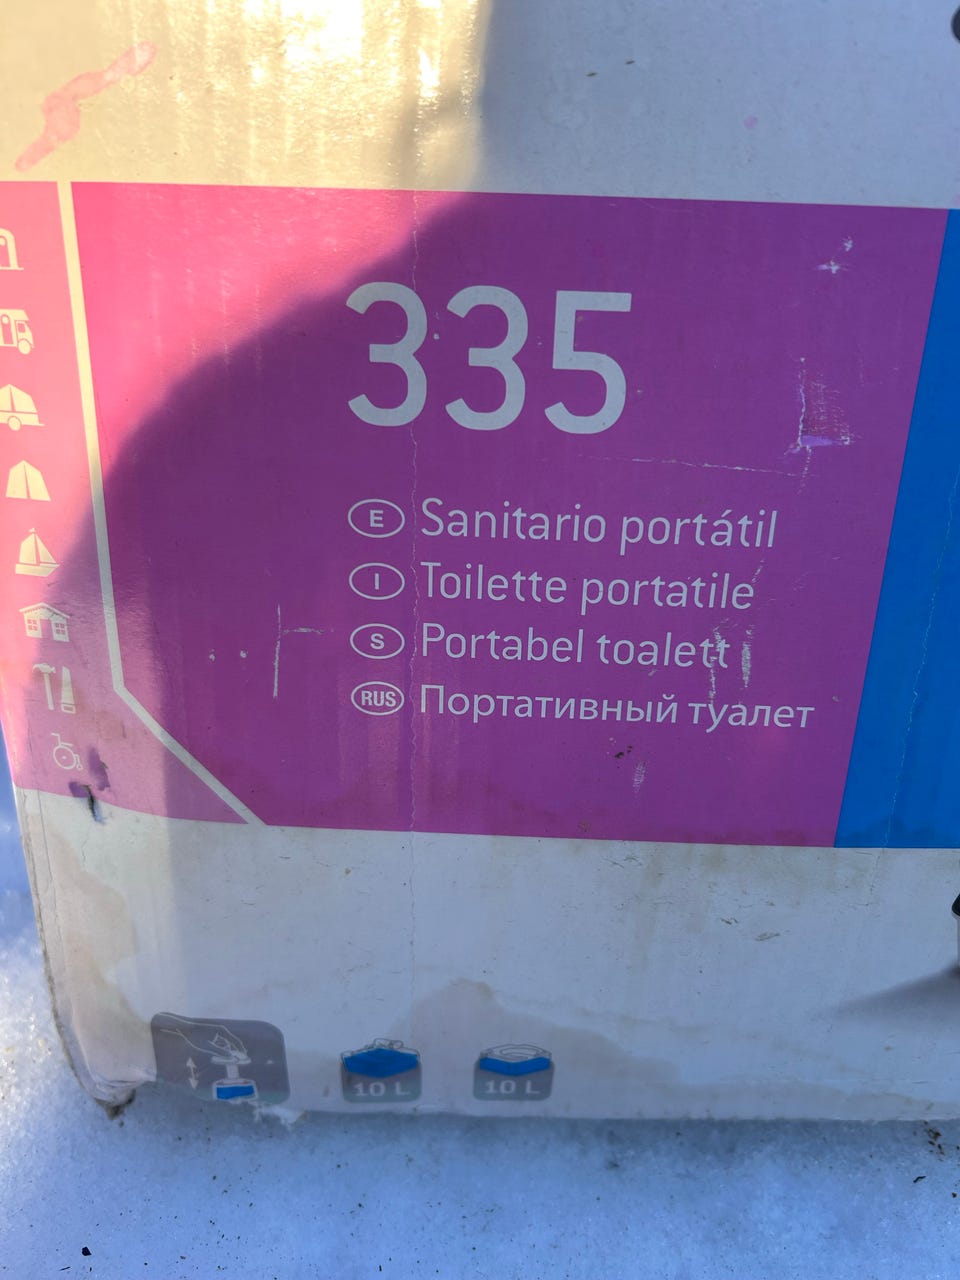 335
E Sanitario portátil
I Toilette portatile
S Portabel toalett
RUS Портативный туалет
10 L 10 L